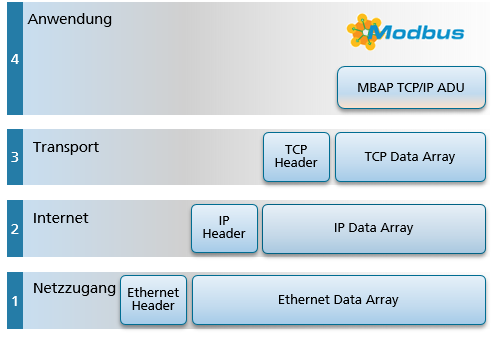 Anwendung
Modbus
4
MBAP TCP/IP ADU
3
Transport
TCP
Header
TCP Data Array
2
Internet
IP
Header
IP Data Array
1
Netzzugang
Ethernet
Header
Ethernet Data Array